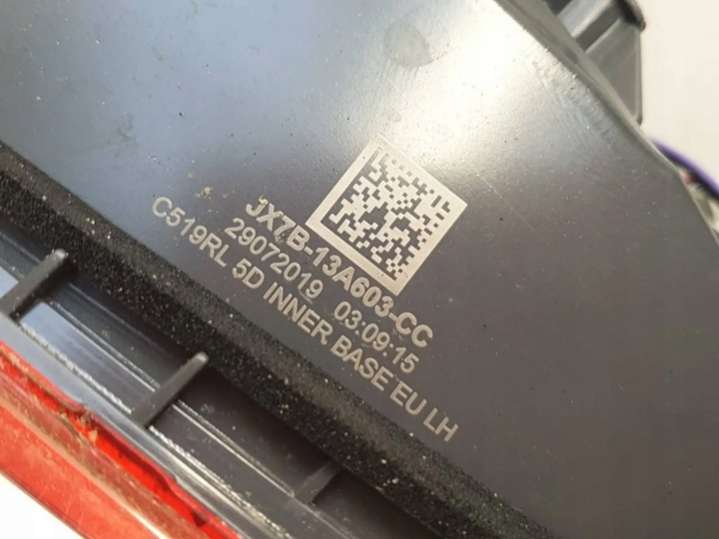 JX7B-13A603-CC
29072019 03:09:15
C519RL 5D INNER BASE EU LH